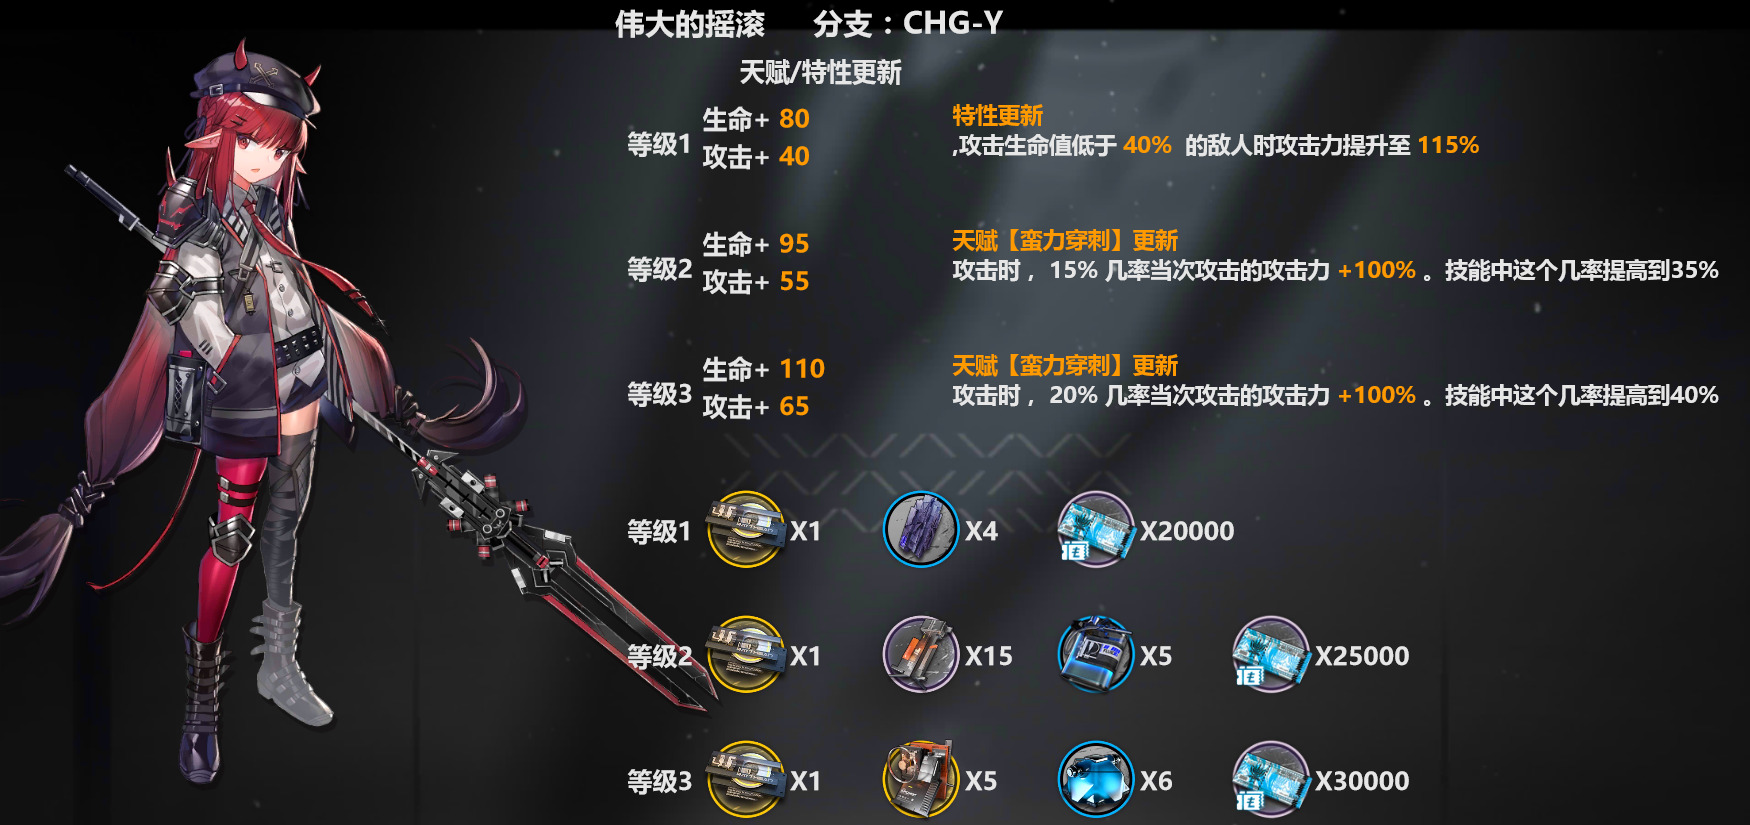 伟大的摇滚 分支：CHG-Y
天赋/特性更新
等级1
生命+ 80
攻击+ 40
特性更新
,攻击生命值低于 40% 的敌人时攻击力提升至 115%
等级2
生命+ 95
攻击+ 55
天赋【蛮力穿刺】更新
攻击时，15% 几率当次攻击的攻击力 +100% 。技能中这个几率提高到35%
等级3
生命+ 110
攻击+ 65
天赋【蛮力穿刺】更新
攻击时，20% 几率当次攻击的攻击力 +100% 。技能中这个几率提高到40%
等级1 X1 X4 X20000
等级2 X1 X15 X5 X25000
等级3 X1 X5 X6 X30000